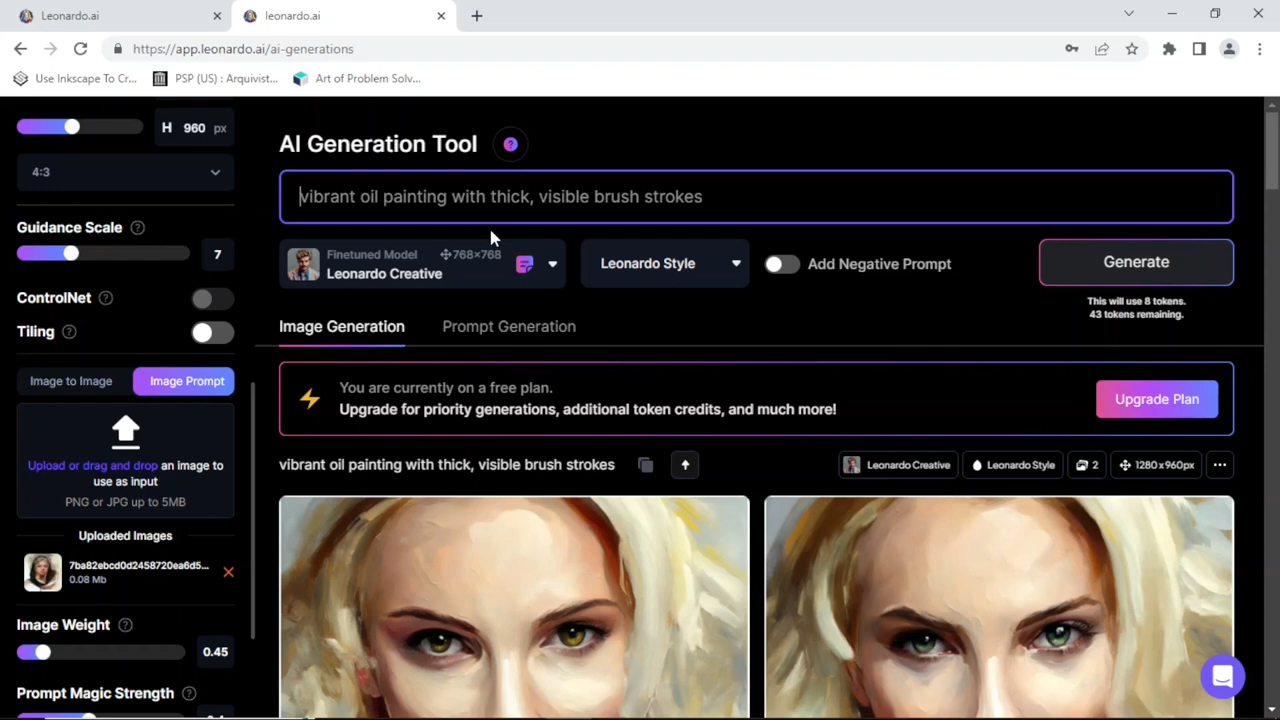 Leonardo.ai
leonardo.ai
https://app.leonardo.ai/ai-generations
Use Inkscape To Cr...
PSP (US) : Arquivist...
Art of Problem Solv...
H 960 px
4:3
Guidance Scale ?
7
ControlNet ?
Tiling ?
Image to Image
Image Prompt
Upload or drag and drop an image to
use as input
PNG or JPG up to 5MB
Uploaded Images
7ba82ebcd0d2458720ea6d5...
0.08 Mb
Image Weight ?
0.45
Prompt Magic Strength ?
AI Generation Tool ?
vibrant oil painting with thick, visible brush strokes
Finetuned Model 768×768
Leonardo Creative
Leonardo Style
Add Negative Prompt
Generate
This will use 8 tokens.
43 tokens remaining.
Image Generation
Prompt Generation
You are currently on a free plan.
Upgrade for priority generations, additional token credits, and much more!
Upgrade Plan
vibrant oil painting with thick, visible brush strokes
Leonardo Creative
Leonardo Style
2
1280x960px